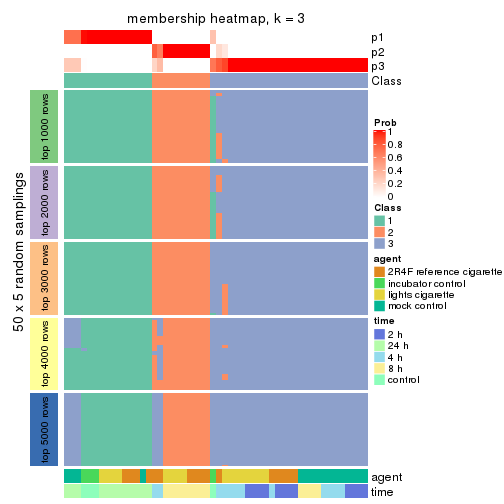 membership heatmap, k = 3
p1
p2
p3
Class
50 x 5 random samplings
top 1000 rows
top 2000 rows
top 3000 rows
top 4000 rows
top 5000 rows
agent
time
Prob
1
0.8
0.6
0.4
0.2
0
Class
1
2
3
agent
2R4F reference cigarette
incubator control
lights cigarette
mock control
time
2 h
24 h
4 h
8 h
control